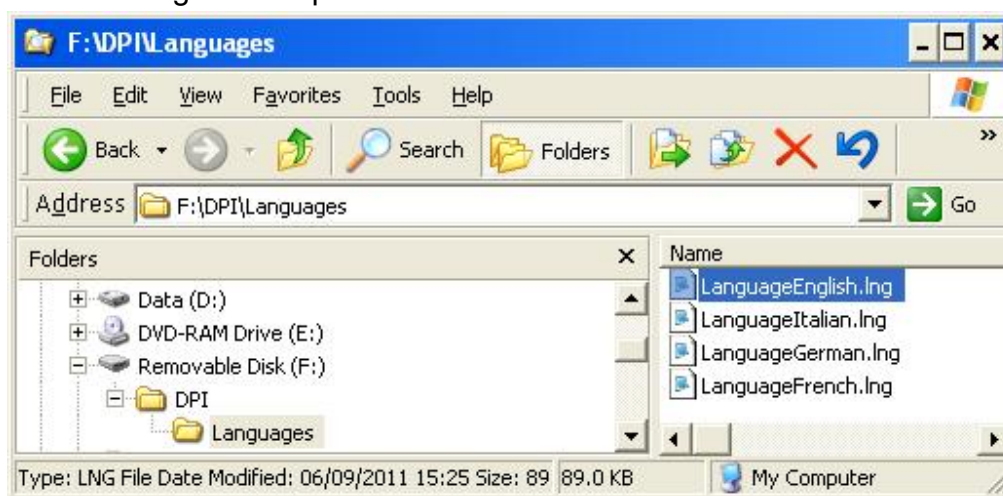 F:\DPI\Languages
File Edit View Favorites Tools Help
Back Search Folders »
Address F:\DPI\Languages Go
Folders x Name
Data (D:)
DVD-RAM Drive (E:)
Removable Disk (F:)
DPI
Languages
LanguageEnglish.lng
LanguageItalian.lng
LanguageGerman.lng
LanguageFrench.lng
Type: LNG File Date Modified: 06/09/2011 15:25 Size: 89 89.0 KB My Computer